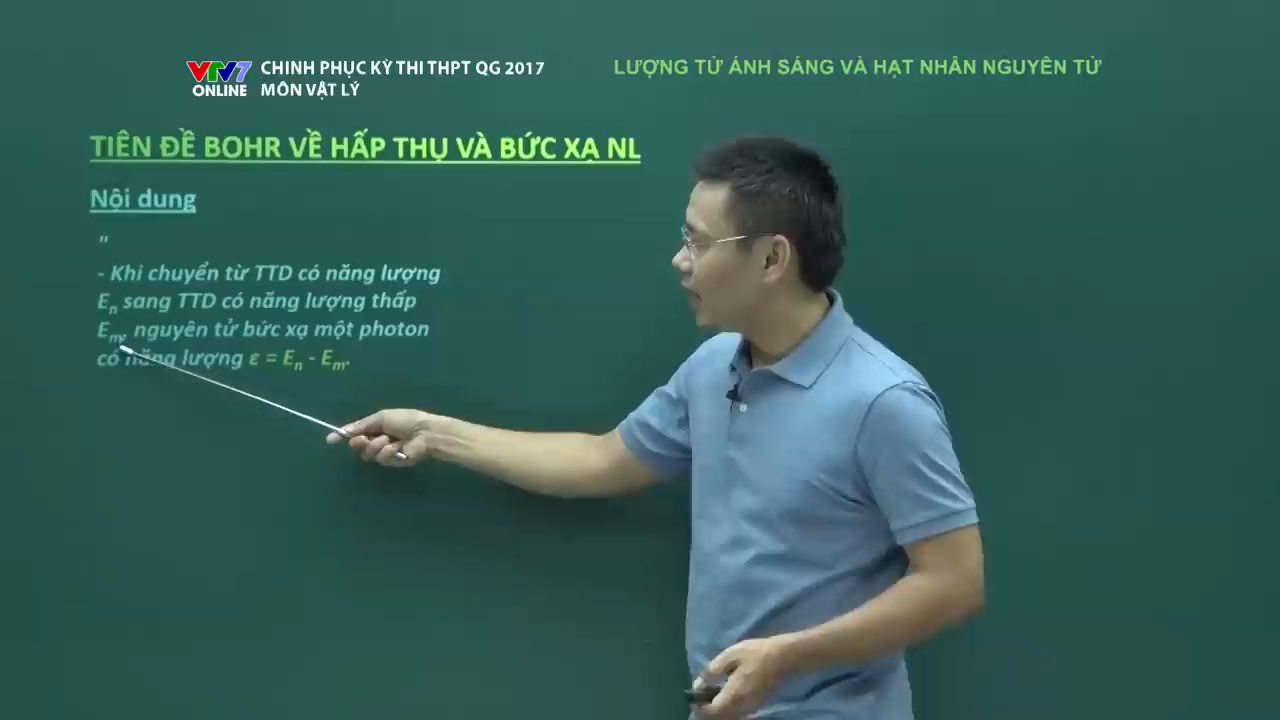 VTV7
ONLINE
CHINH PHỤC KỲ THI THPT QG 2017
MÔN VẬT LÝ
LƯỢNG TỬ ÁNH SÁNG VÀ HẠT NHÂN NGUYÊN TỬ
TIÊN ĐỀ BOHR VỀ HẤP THỤ VÀ BỨC XẠ NL
Nội dung
"
- Khi chuyển từ TTD có năng lượng
En sang TTD có năng lượng thấp
Em, nguyên tử bức xạ một photon
có năng lượng ε = En - Em.